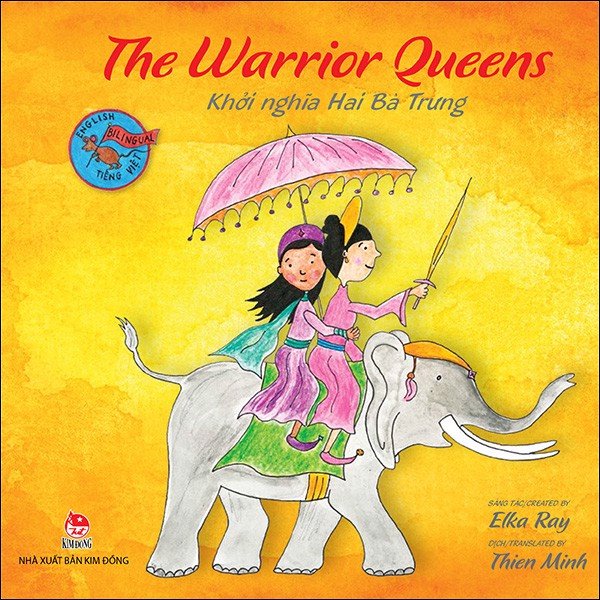 The Warrior Queens
Khởi nghĩa Hai Bà Trưng
ENGLISH
BILINGUAL
TIẾNG VIỆT
SÁNG TÁC/CREATED BY
Elka Ray
DỊCH/TRANSLATED BY
Thien Minh
KIM ĐỒNG
NHÀ XUẤT BẢN KIM ĐỒNG